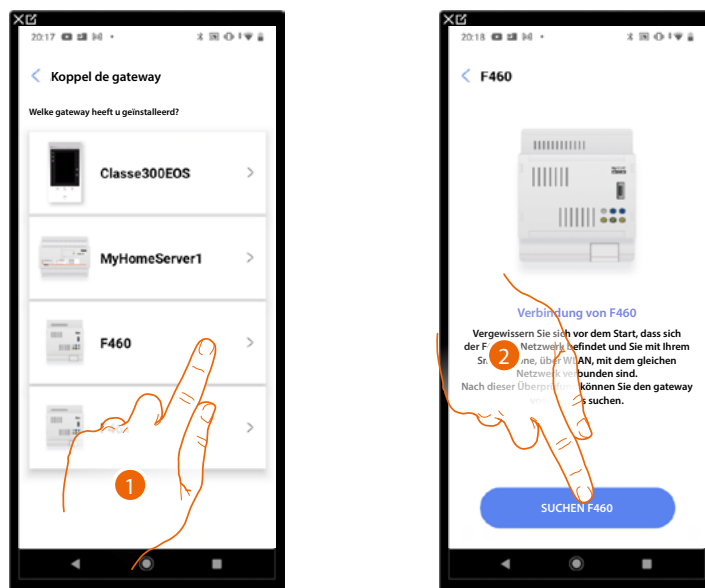 20:17
Koppel de gateway
Welke gateway heeft u geïnstalleerd?
Classe300EOS
MyHomeServer1
F460
1
20:18
F460
Verbindung von F460
Vergewissern Sie sich vor dem Start, dass sich
der Netzwerk befindet und Sie mit Ihrem
über WLAN, mit dem gleichen
Netzwerk verbunden sind.
Nach dieser Überprüfung können Sie den gateway
suchen.
2
SUCHEN F460